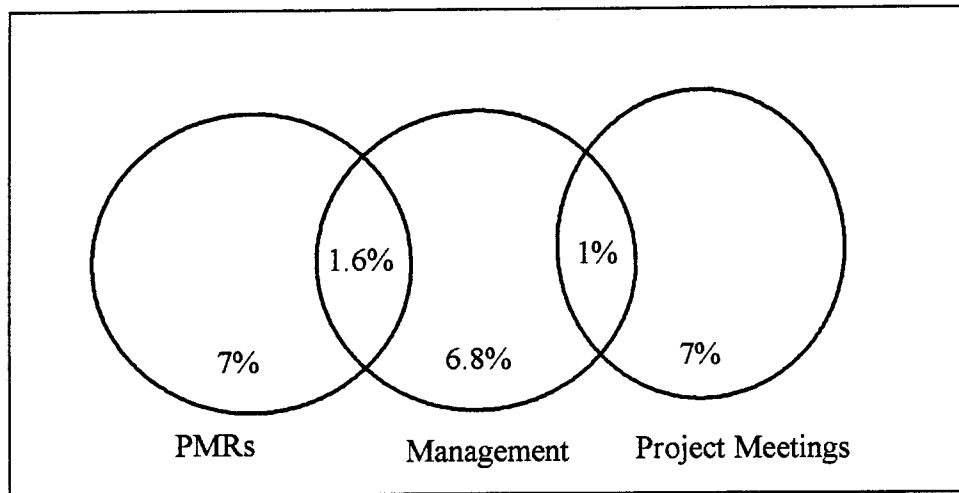 1.6%
1%
7%
6.8%
7%
PMRs
Management
Project Meetings